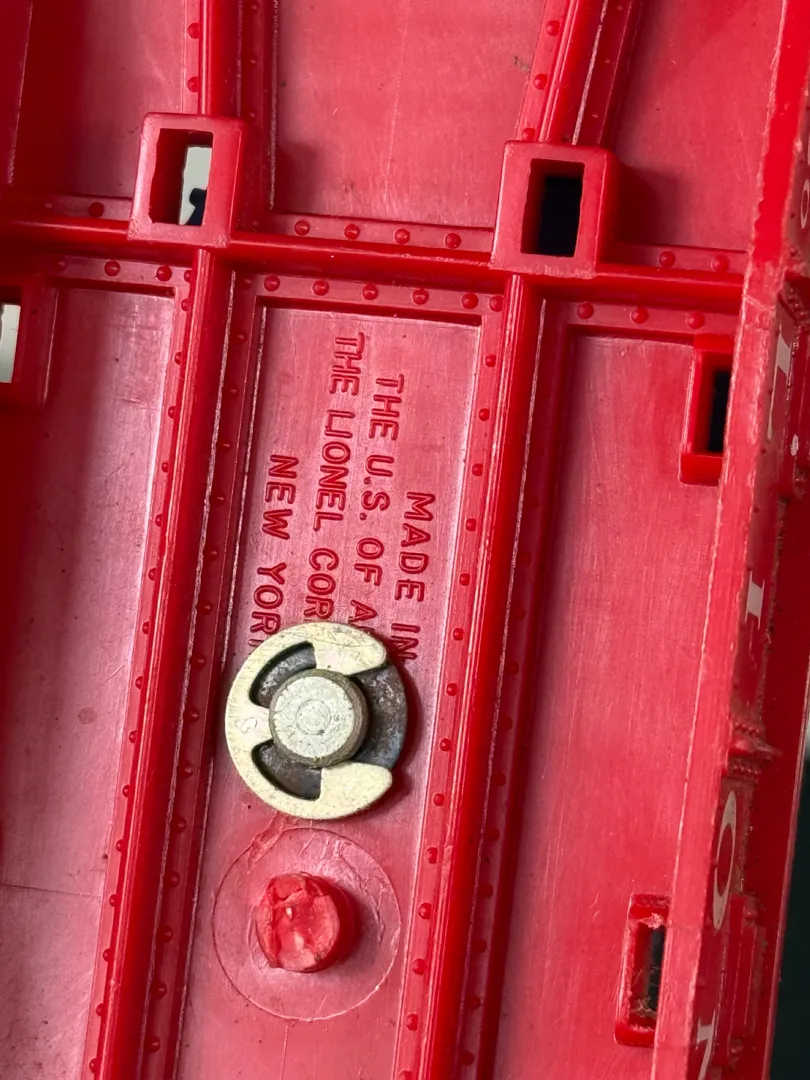 MADE IN
THE U.S. OF A
THE LIONEL COR
NEW YOR